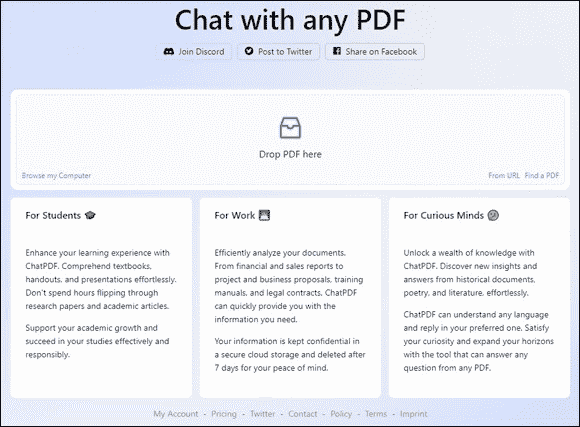 Chat with any PDF
Join Discord
Post to Twitter
Share on Facebook
Drop PDF here
Browse my Computer
From URL Find a PDF
For Students
Enhance your learning experience with
ChatPDF. Comprehend textbooks,
handouts, and presentations effortlessly.
Don't spend hours flipping through
research papers and academic articles.
Support your academic growth and
succeed in your studies effectively and
responsibly.
For Work
Efficiently analyze your documents.
From financial and sales reports to
project and business proposals, training
manuals, and legal contracts, ChatPDF
can quickly provide you with the
information you need.
Your information is kept confidential in
a secure cloud storage and deleted after
7 days for your peace of mind.
For Curious Minds
Unlock a wealth of knowledge with
ChatPDF. Discover new insights and
answers from historical documents,
poetry, and literature, effortlessly.
ChatPDF can understand any language
and reply in your preferred one. Satisfy
your curiosity and expand your horizons
with the tool that can answer any
question from any PDF.
My Account • Pricing • Twitter • Contact • Policy • Terms • Imprint